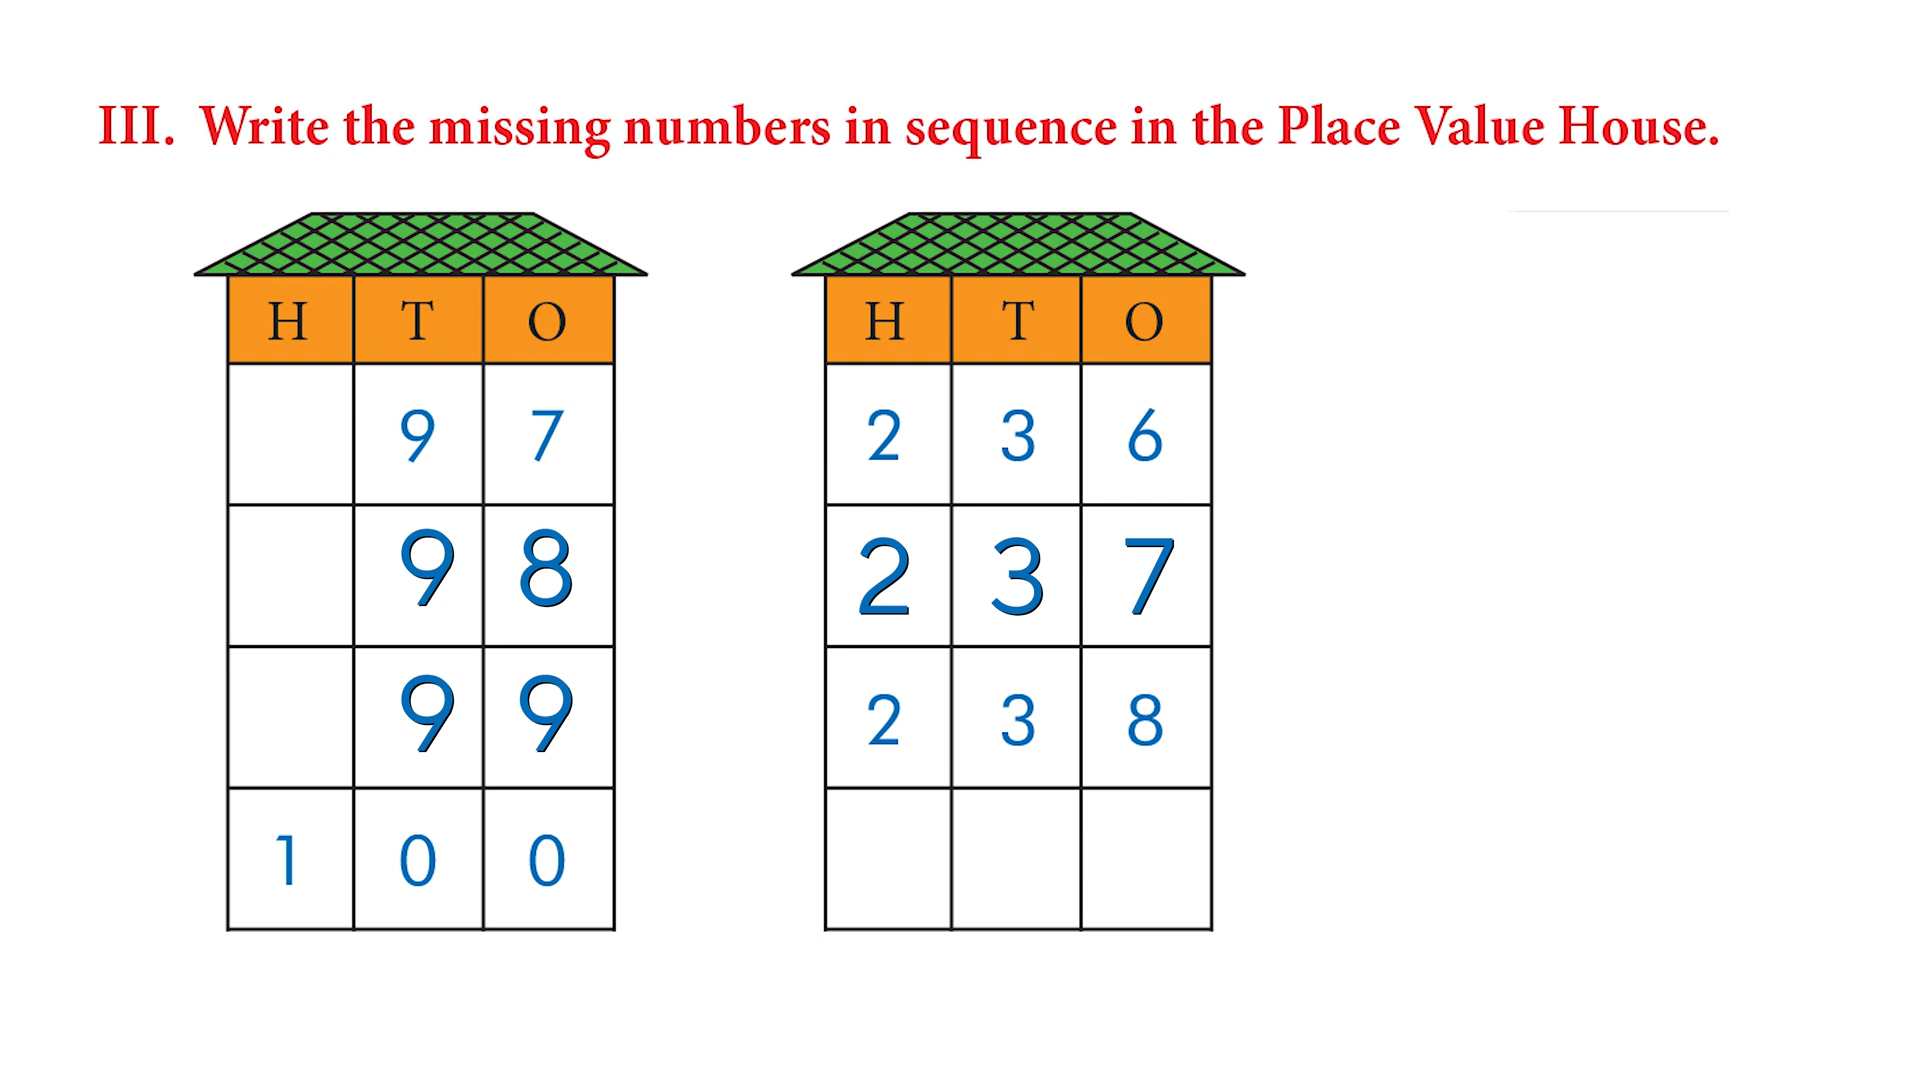 III. Write the missing numbers in sequence in the Place Value House.
H T O
9 7
9 8
9 9
1 0 0
H T O
2 3 6
2 3 7
2 3 8